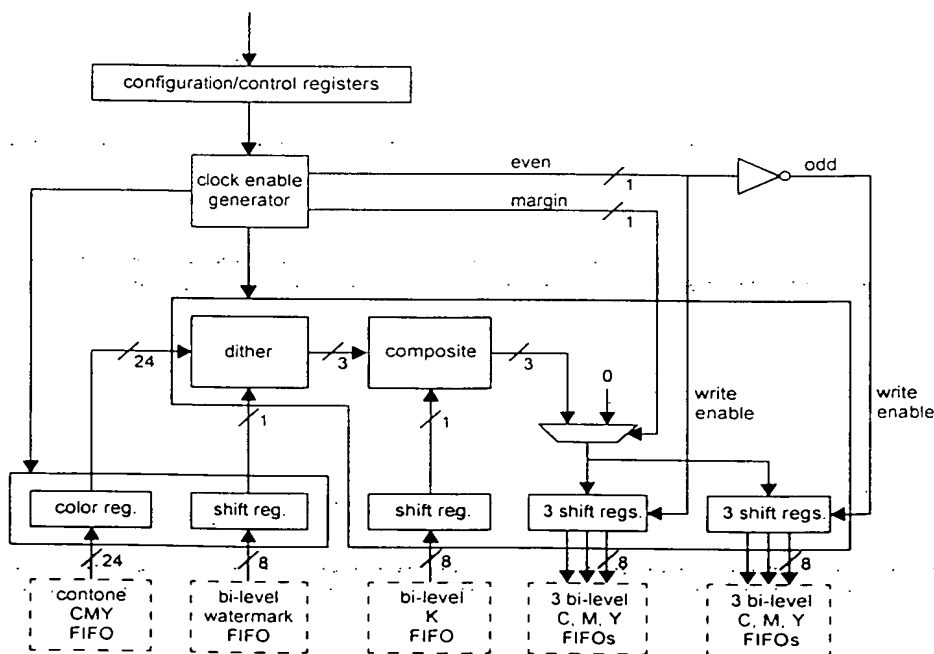 configuration/control registers
clock enable
generator
even
1
odd
margin
1
dither
composite
24
3
3
0
1
1
write
enable
write
enable
color reg.
shift reg.
shift reg.
3 shift regs.
3 shift regs.
24
8
8
8
8
contone
CMY
FIFO
bi-level
watermark
FIFO
bi-level
K
FIFO
3 bi-level
C, M, Y
FIFOs
3 bi-level
C, M, Y
FIFOs